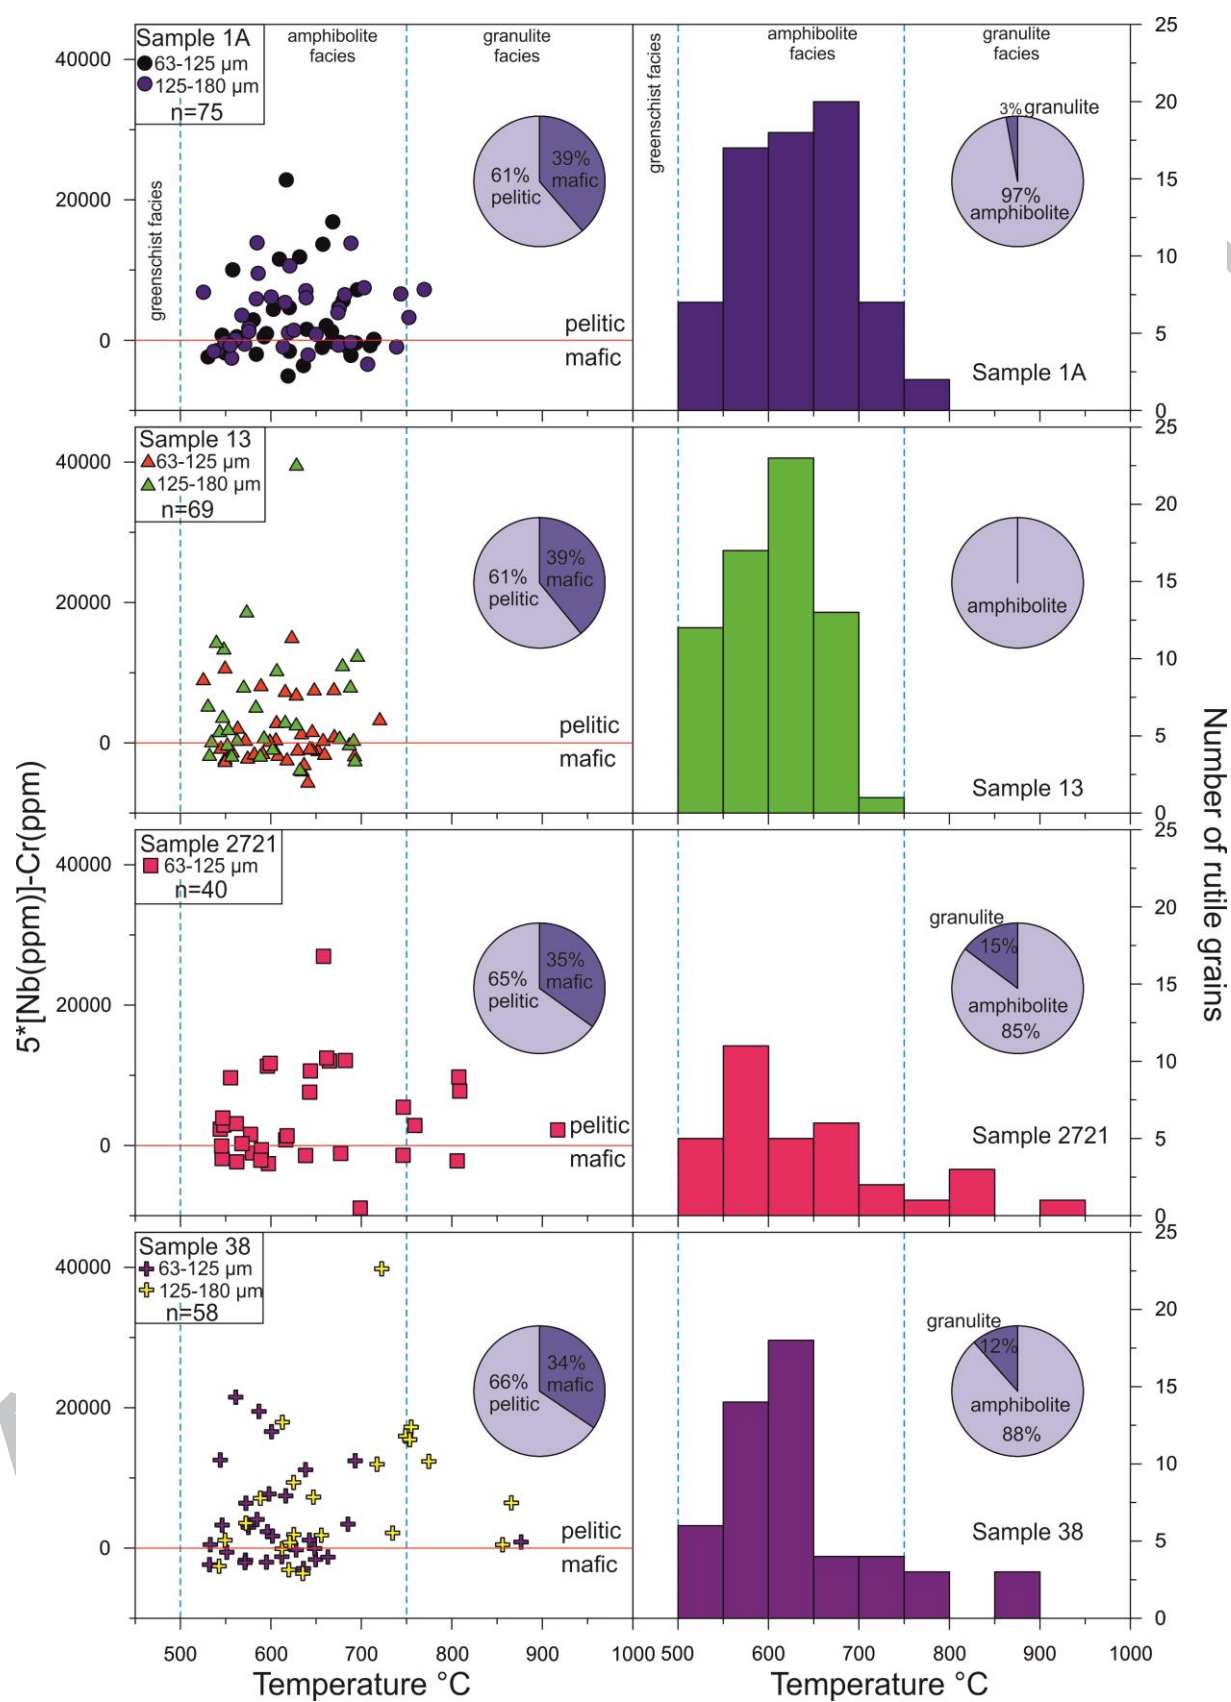 Sample 1A
63-125 µm
125-180 µm
n=75
amphibolite
facies
granulite
facies
greenschist facies
40000
20000
0
61%
pelitic
39%
mafic
pelitic
mafic
greenschist facies
amphibolite
facies
granulite
facies
3% granulite
97%
amphibolite
Sample 1A
25
20
15
10
5
0
Sample 13
63-125 µm
125-180 µm
n=69
40000
20000
0
61%
pelitic
39%
mafic
pelitic
mafic
amphibolite
Sample 13
25
20
15
10
5
0
Sample 2721
63-125 µm
n=40
40000
20000
0
65%
pelitic
35%
mafic
pelitic
mafic
granulite
15%
amphibolite
85%
Sample 2721
25
20
15
10
5
0
Sample 38
63-125 µm
125-180 µm
n=58
40000
20000
0
66%
pelitic
34%
mafic
pelitic
mafic
granulite
12%
amphibolite
88%
Sample 38
25
20
15
10
5
0
5*[Nb(ppm)]-Cr(ppm)
Number of rutile grains
500 600 700 800 900 1000 500 600 700 800 900 1000
Temperature °C
Temperature °C